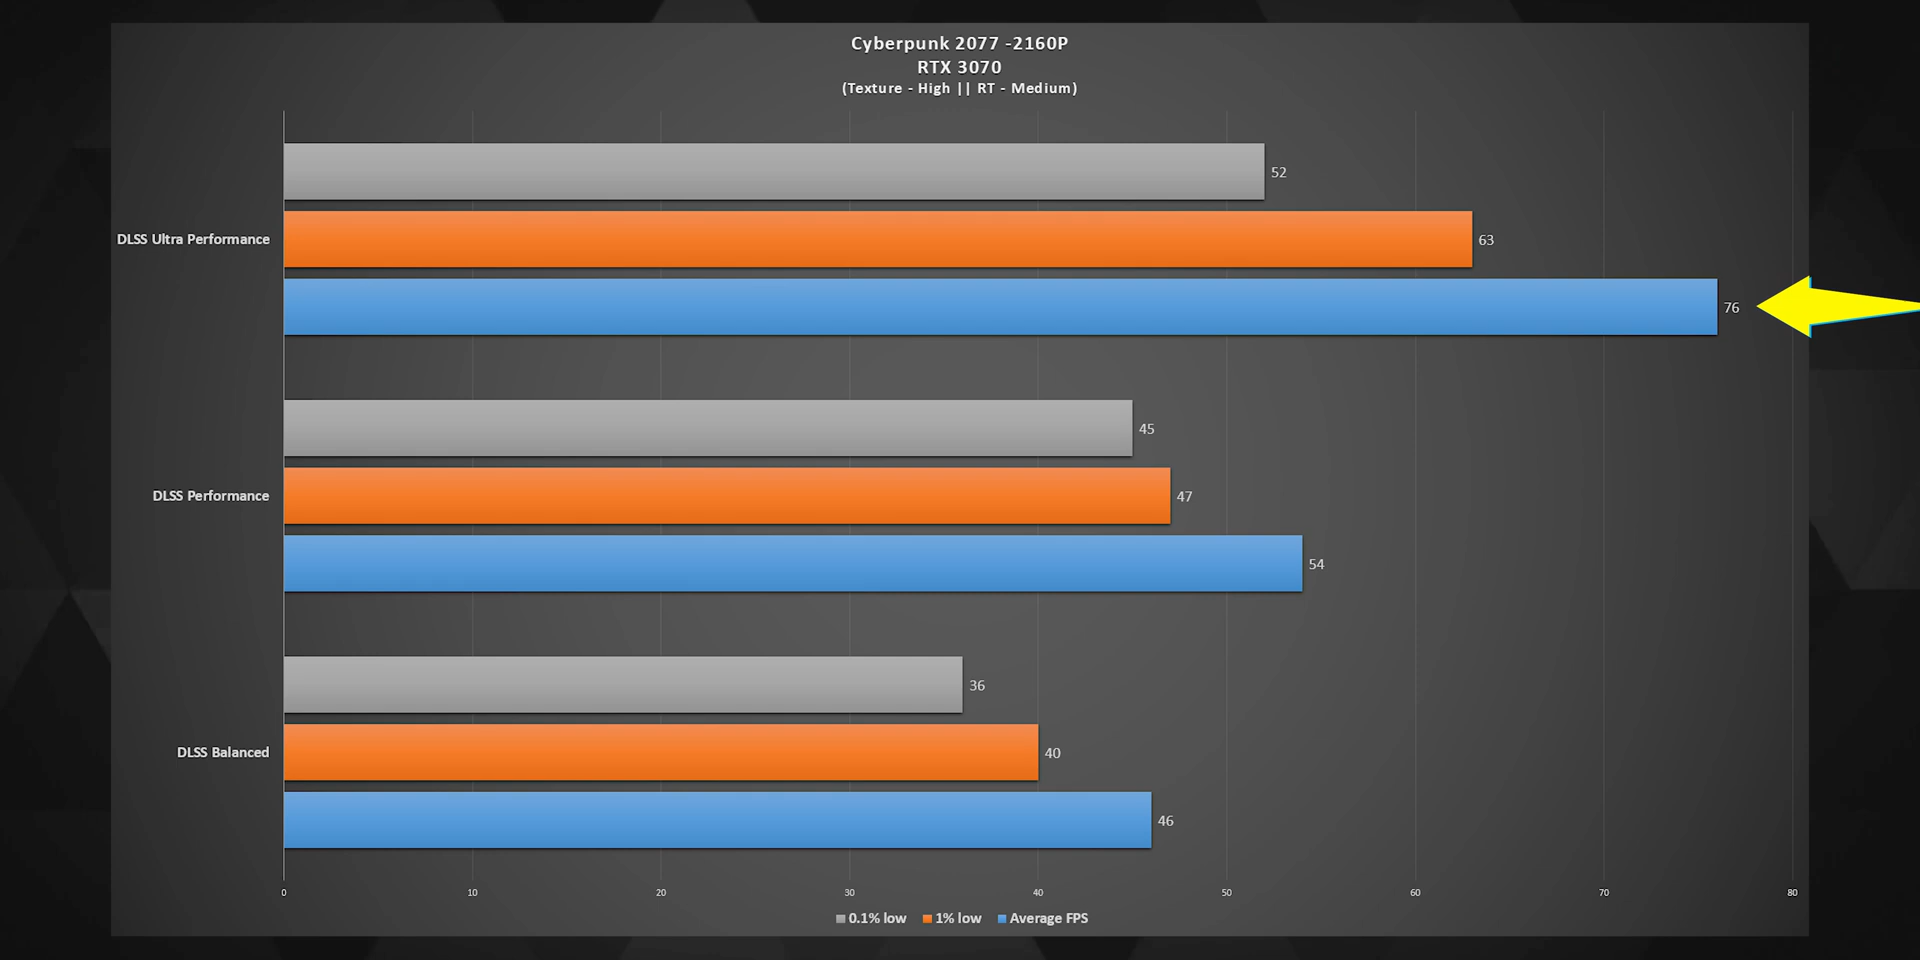 Cyberpunk 2077 -2160P
RTX 3070
(Texture - High || RT - Medium)
52
DLSS Ultra Performance
63
76
45
DLSS Performance
47
54
36
DLSS Balanced
40
46
0 10 20 30 40 50 60 70 80
0.1% low 1% low Average FPS